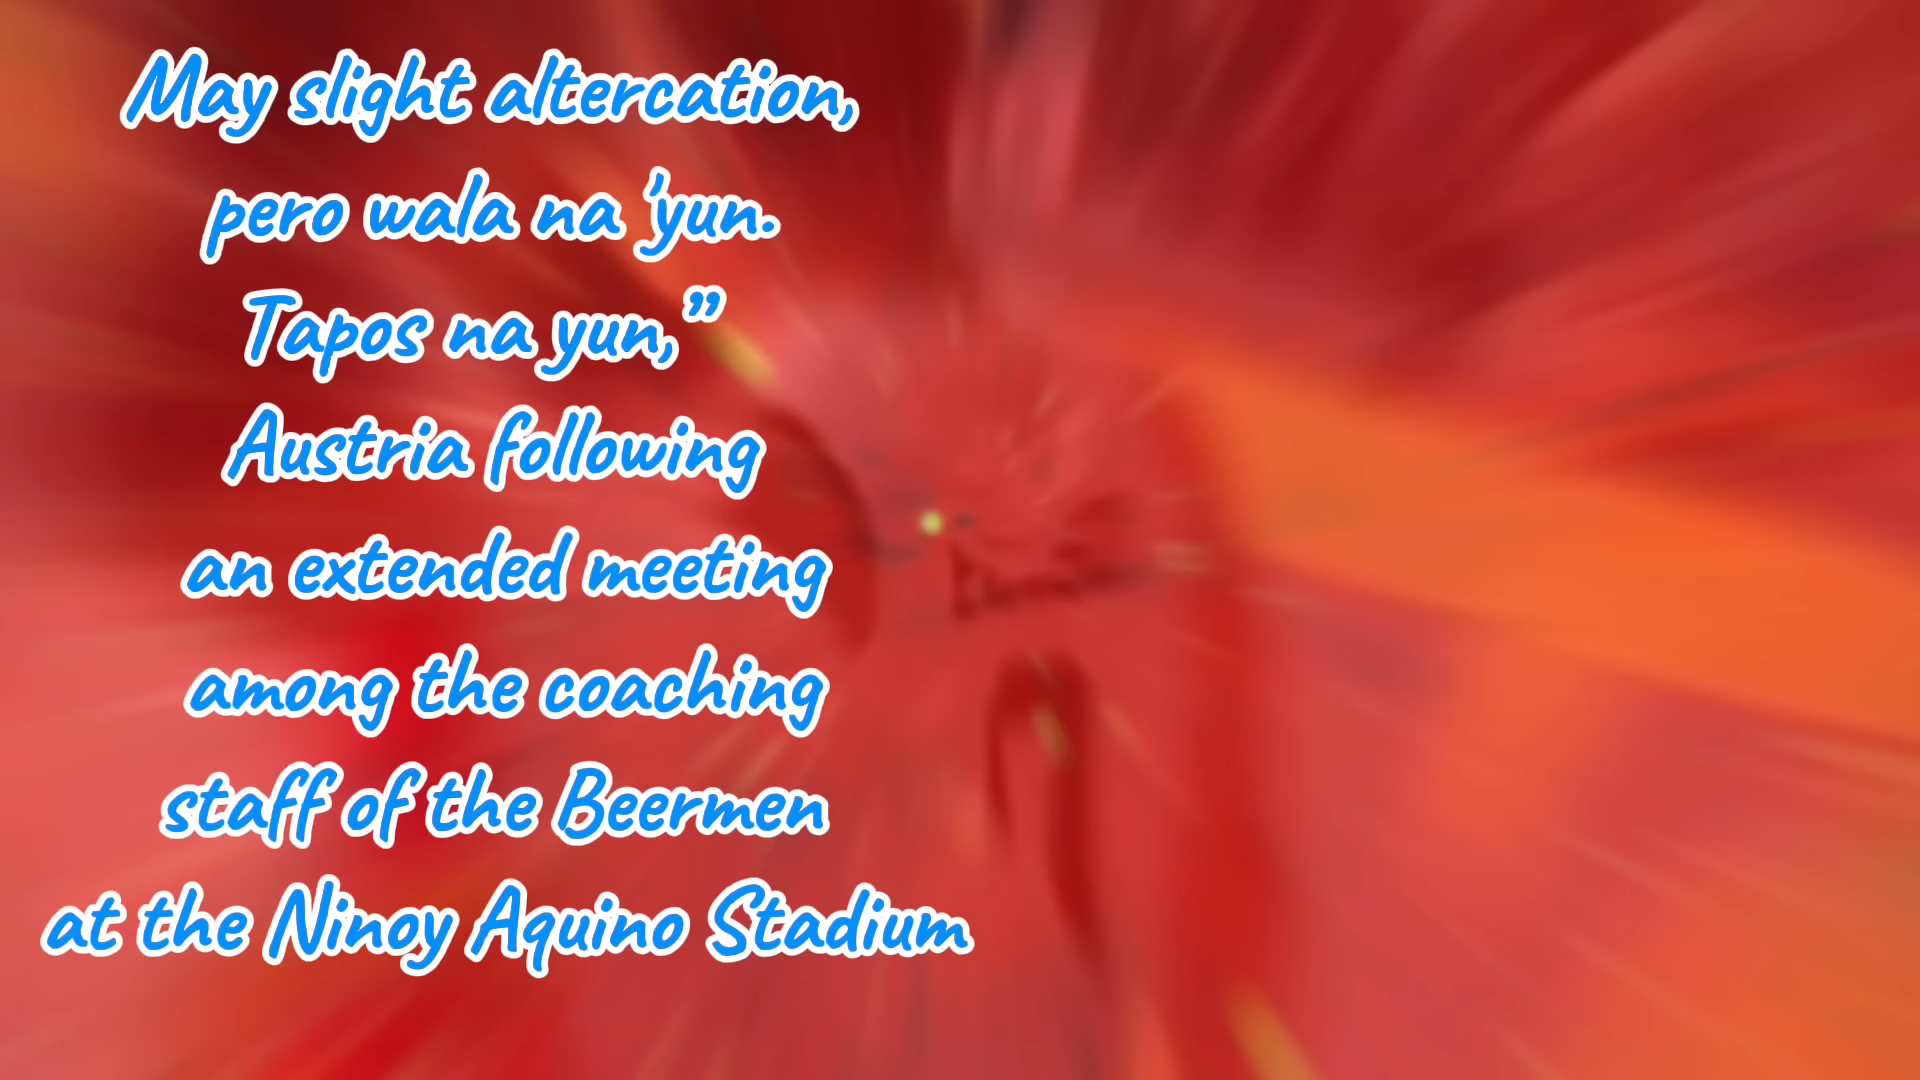 May slight altercation,
pero wala na 'yun.
Tapos na yun,”
Austria following
an extended meeting
among the coaching
staff of the Beermen
at the Ninoy Aquino Stadium